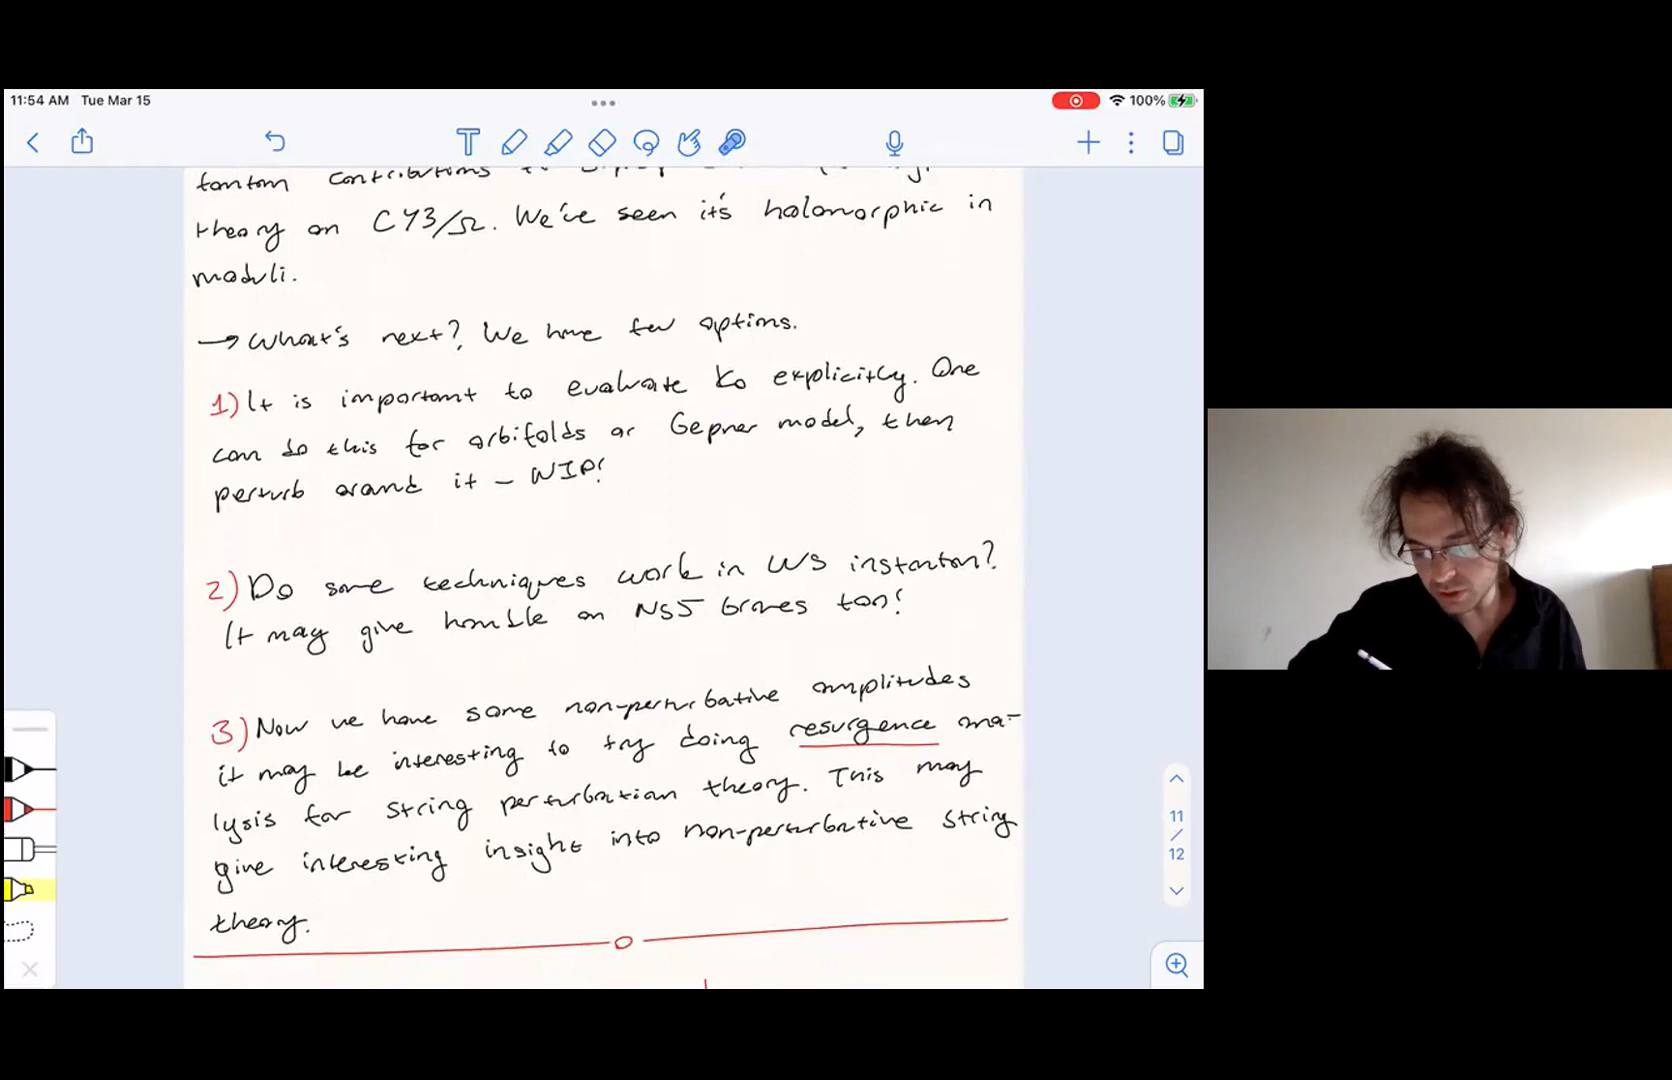 11:54 AM Tue Mar 15
100%
T
tanton contributions
theory on CY3/Ω. We've seen it's holomorphic in
moduli.
→ What's next? We have few options.
1) It is important to evaluate K₀ explicitly. One
can do this for orbifolds or Gepner model, then
perturb around it – WIP!
2) Do same techniques work in WS instanton?
It may give handle on NS5 branes too!
3) Now we have some non-perturbative amplitudes
it may be interesting to try doing resurgence ana-
lysis for string perturbation theory. This may
give interesting insight into non-perturbative string
theory.
11
/
12